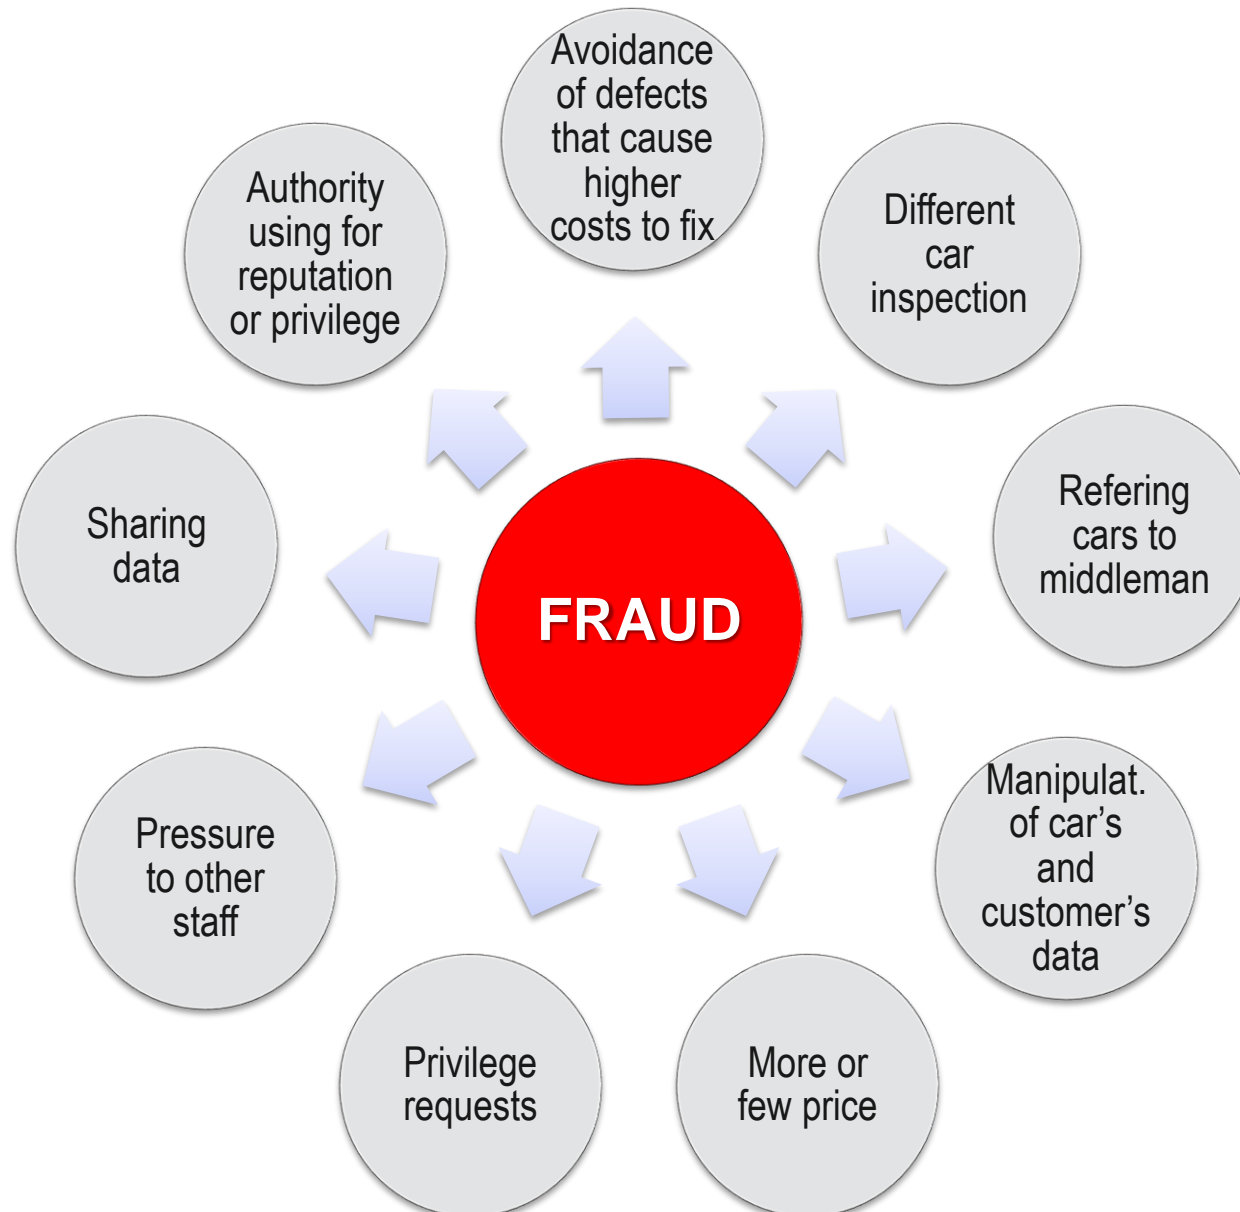 Avoidance
of defects
that cause
higher
costs to fix
Different
car
inspection
Refering
cars to
middleman
Manipulat.
of car’s
and
customer’s
data
More or
few price
Privilege
requests
Pressure
to other
staff
Sharing
data
Authority
using for
reputation
or privilege
FRAUD